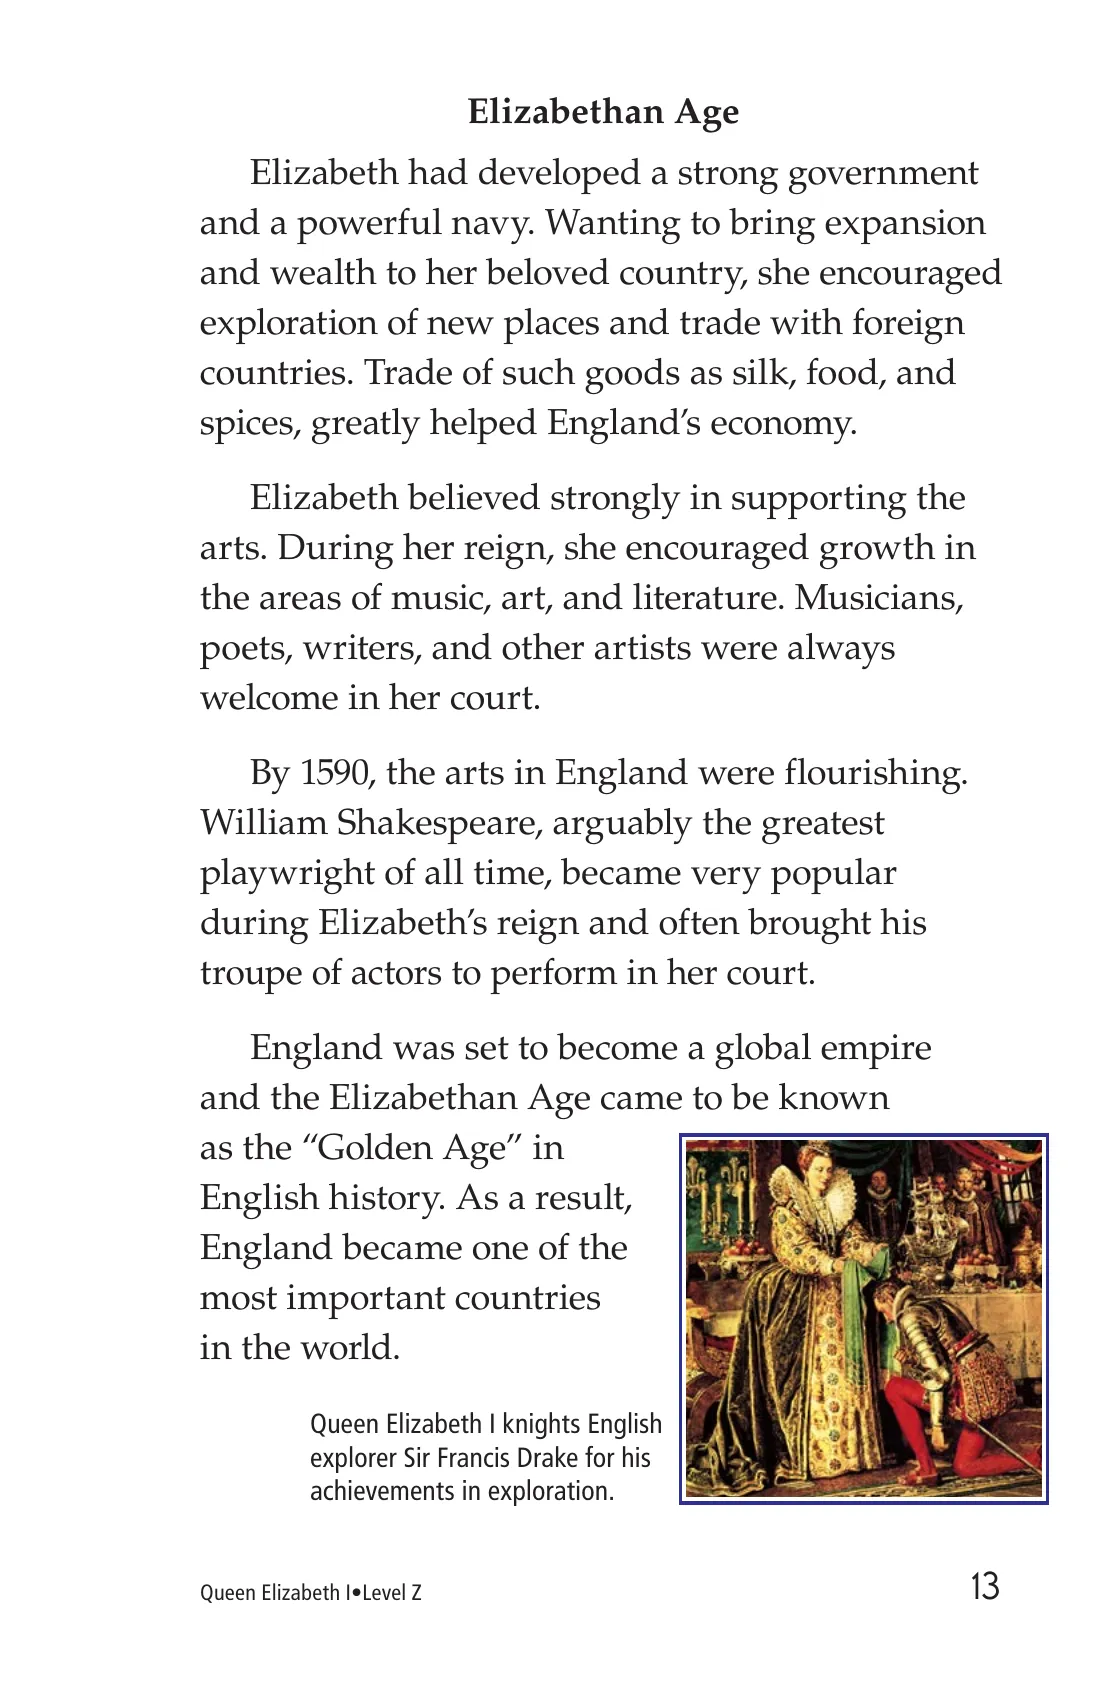 Elizabethan Age
Elizabeth had developed a strong government
and a powerful navy. Wanting to bring expansion
and wealth to her beloved country, she encouraged
exploration of new places and trade with foreign
countries. Trade of such goods as silk, food, and
spices, greatly helped England’s economy.
Elizabeth believed strongly in supporting the
arts. During her reign, she encouraged growth in
the areas of music, art, and literature. Musicians,
poets, writers, and other artists were always
welcome in her court.
By 1590, the arts in England were flourishing.
William Shakespeare, arguably the greatest
playwright of all time, became very popular
during Elizabeth’s reign and often brought his
troupe of actors to perform in her court.
England was set to become a global empire
and the Elizabethan Age came to be known
as the “Golden Age” in
English history. As a result,
England became one of the
most important countries
in the world.
Queen Elizabeth I knights English
explorer Sir Francis Drake for his
achievements in exploration.
Queen Elizabeth I•Level Z
13